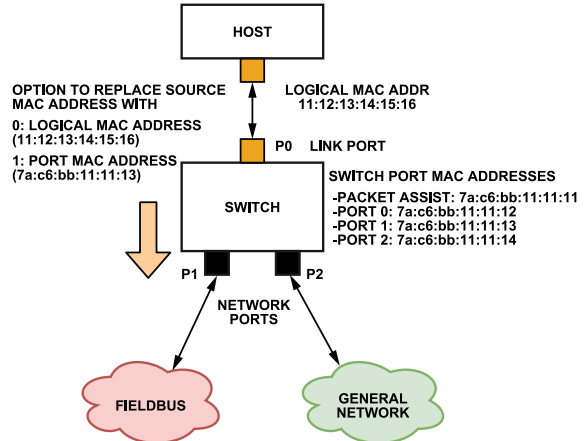 HOST
OPTION TO REPLACE SOURCE
MAC ADDRESS WITH
0: LOGICAL MAC ADDRESS
(11:12:13:14:15:16)
1: PORT MAC ADDRESS
(7a:c6:bb:11:11:13)
LOGICAL MAC ADDR
11:12:13:14:15:16
P0 LINK PORT
SWITCH
SWITCH PORT MAC ADDRESSES
-PACKET ASSIST: 7a:c6:bb:11:11:11
-PORT 0: 7a:c6:bb:11:11:12
-PORT 1: 7a:c6:bb:11:11:13
-PORT 2: 7a:c6:bb:11:11:14
P1
P2
NETWORK
PORTS
FIELDBUS
GENERAL
NETWORK